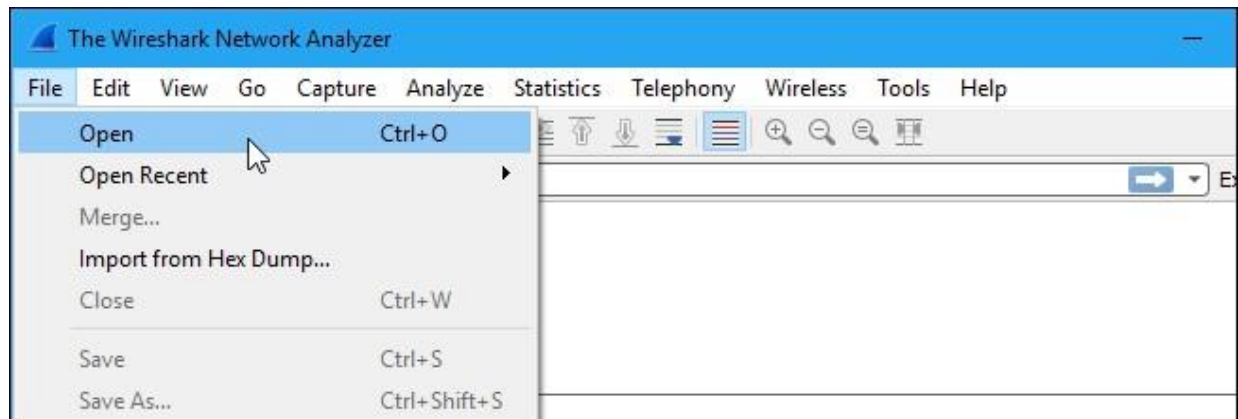 The Wireshark Network Analyzer
File Edit View Go Capture Analyze Statistics Telephony Wireless Tools Help
Open Ctrl+O
Open Recent
Merge...
Import from Hex Dump...
Close Ctrl+W
Save Ctrl+S
Save As... Ctrl+Shift+S